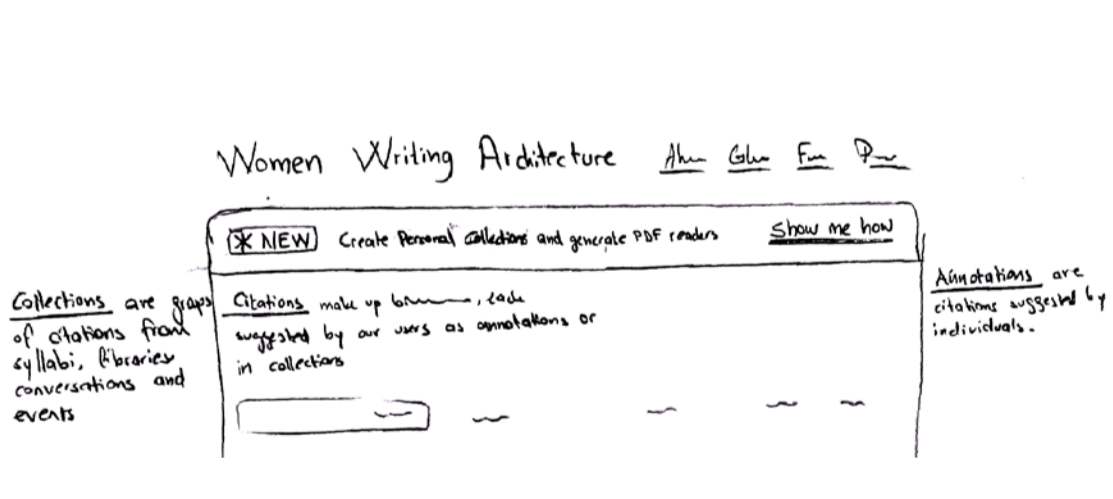 Women Writing Architecture
* NEW Create Personal Collections and generate PDF readers Show me how
Collections are groups
of citations from
syllabi, libraries
conversations and
events
Citations make up , each
suggested by our users as annotations or
in collections
Annotations are
citations suggested by
individuals.